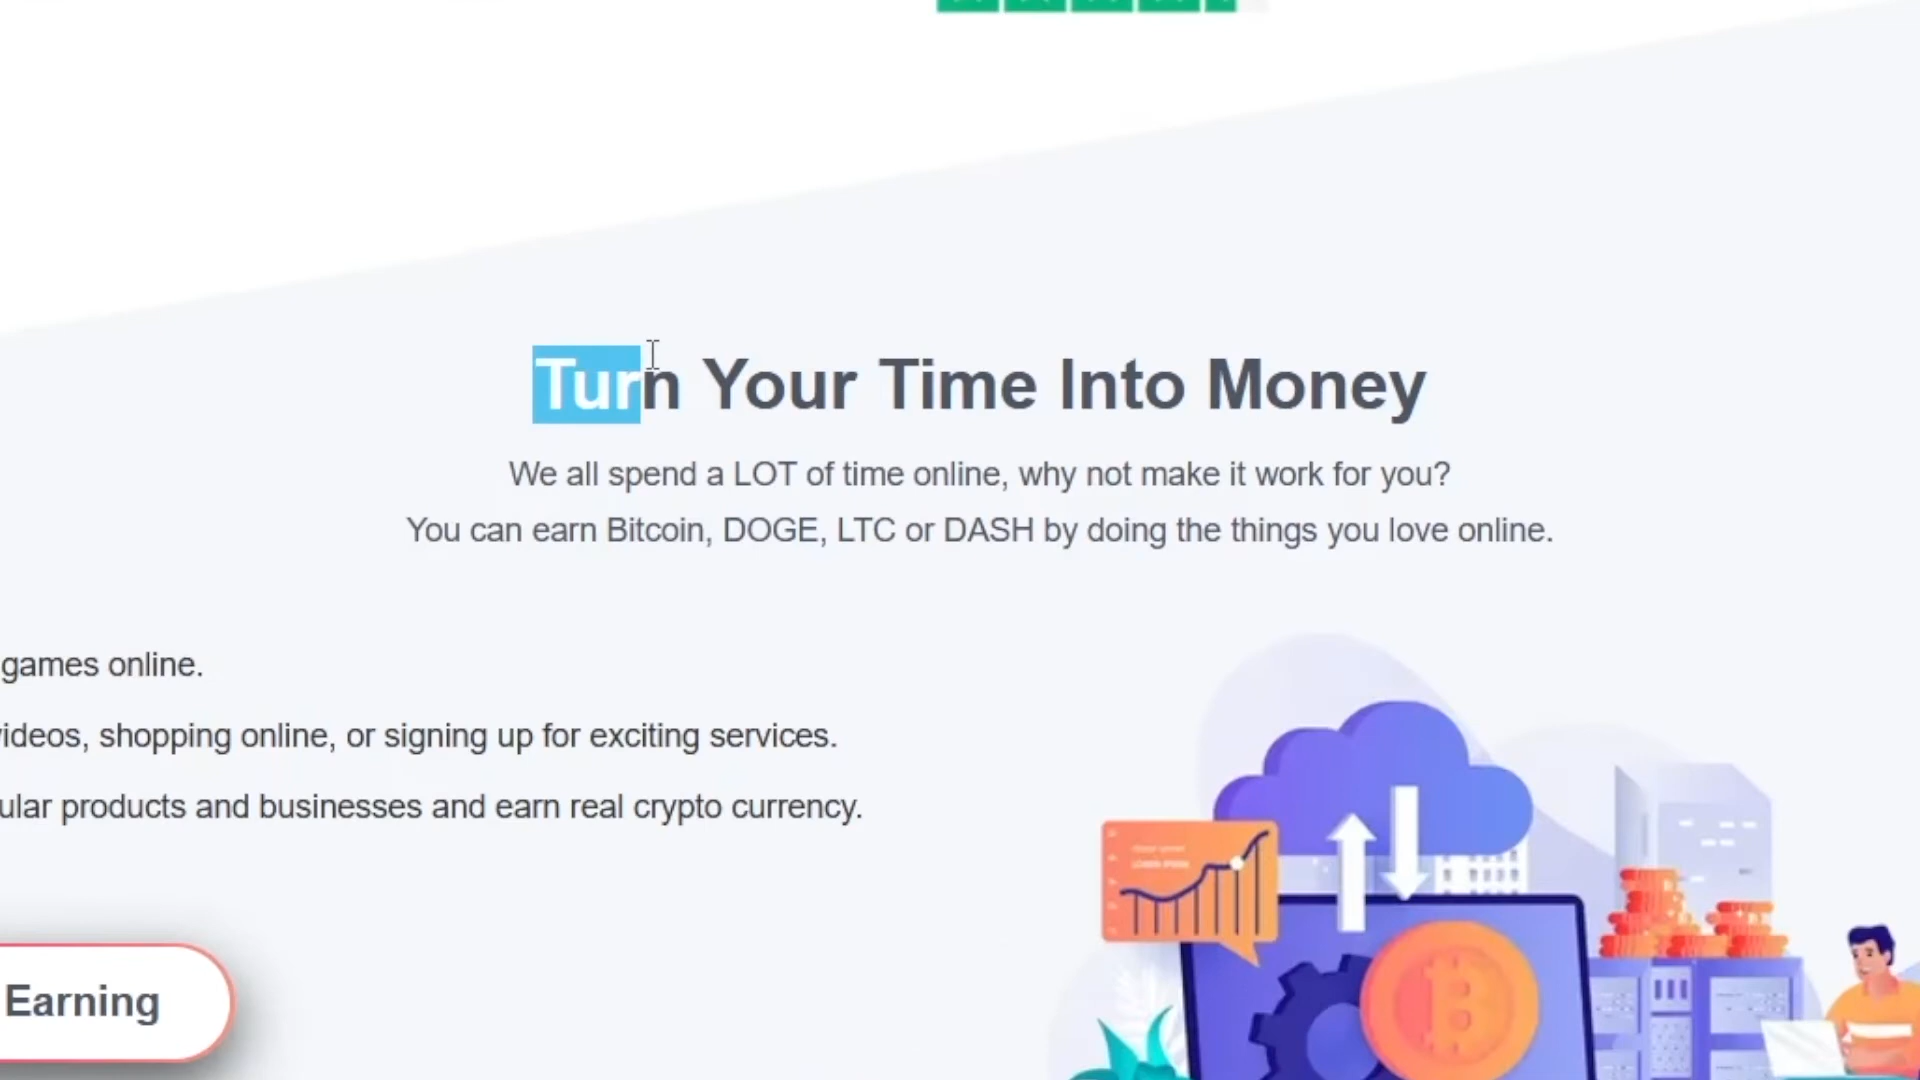 Turn Your Time Into Money
We all spend a LOT of time online, why not make it work for you?
You can earn Bitcoin, DOGE, LTC or DASH by doing the things you love online.
games online.
videos, shopping online, or signing up for exciting services.
ular products and businesses and earn real crypto currency.
Earning